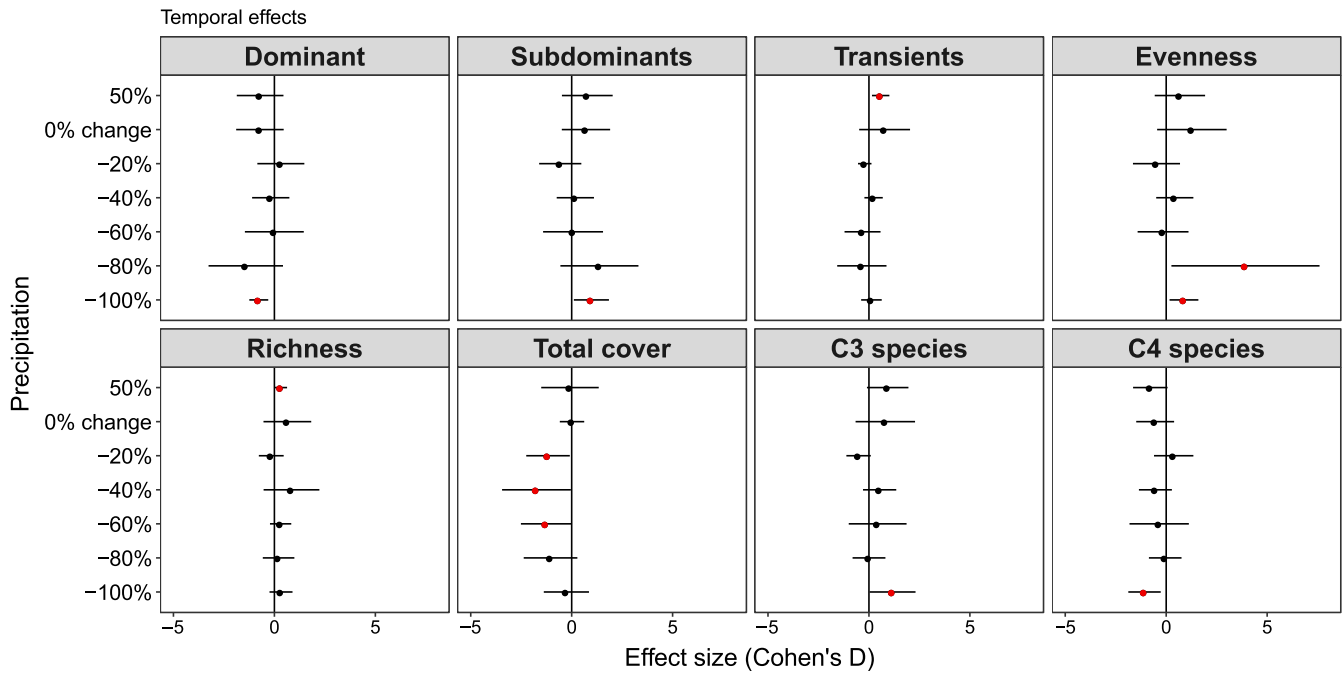 Temporal effects
Dominant Subdominants Transients Evenness
50%
0% change
−20%
−40%
−60%
−80%
−100%
Precipitation
Richness Total cover C3 species C4 species
50%
0% change
−20%
−40%
−60%
−80%
−100%
−5 0 5 −5 0 5 −5 0 5 −5 0 5
Effect size (Cohen's D)